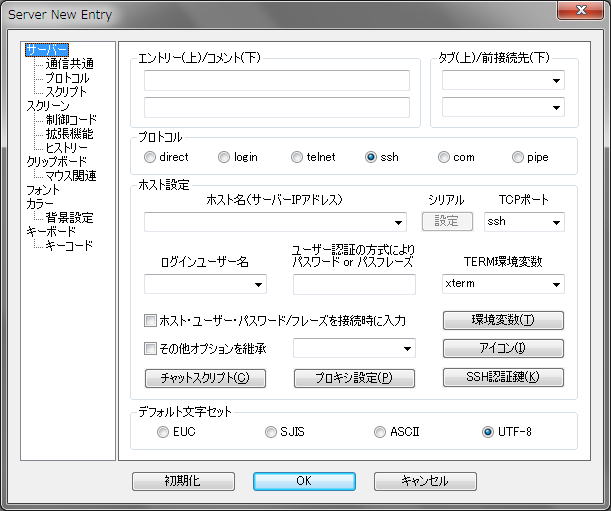 Server New Entry
サーバー
通信共通
プロトコル
スクリプト
スクリーン
制御コード
拡張機能
ヒストリー
クリップボード
マウス関連
フォント
カラー
背景設定
キーボード
キーコード
エントリー(上)/コメント(下)
タブ(上)/前接続先(下)
プロトコル
direct login telnet ssh com pipe
ホスト設定
ホスト名(サーバーIPアドレス) シリアル TCPポート
設定 ssh
ログインユーザー名
ユーザー認証の方式により
パスワード or パスフレーズ
TERM環境変数
xterm
ホスト・ユーザー・パスワード/フレーズを接続時に入力
環境変数(T)
その他オプションを継承
アイコン(I)
チャットスクリプト(C) プロキシ設定(P) SSH認証鍵(K)
デフォルト文字セット
EUC SJIS ASCII UTF-8
初期化 OK キャンセル